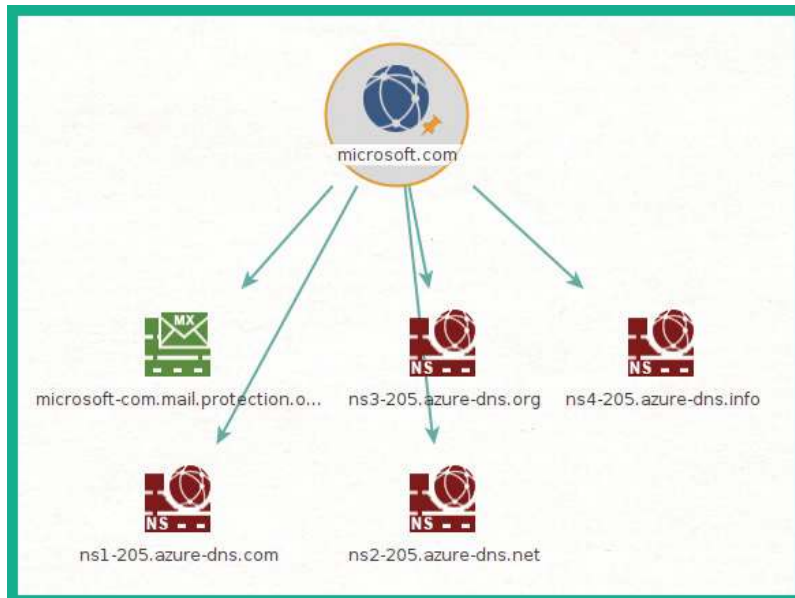 microsoft.com
MX
NS
NS
microsoft-com.mail.protection.o...
ns3-205.azure-dns.org
ns4-205.azure-dns.info
NS
NS
ns1-205.azure-dns.com
ns2-205.azure-dns.net